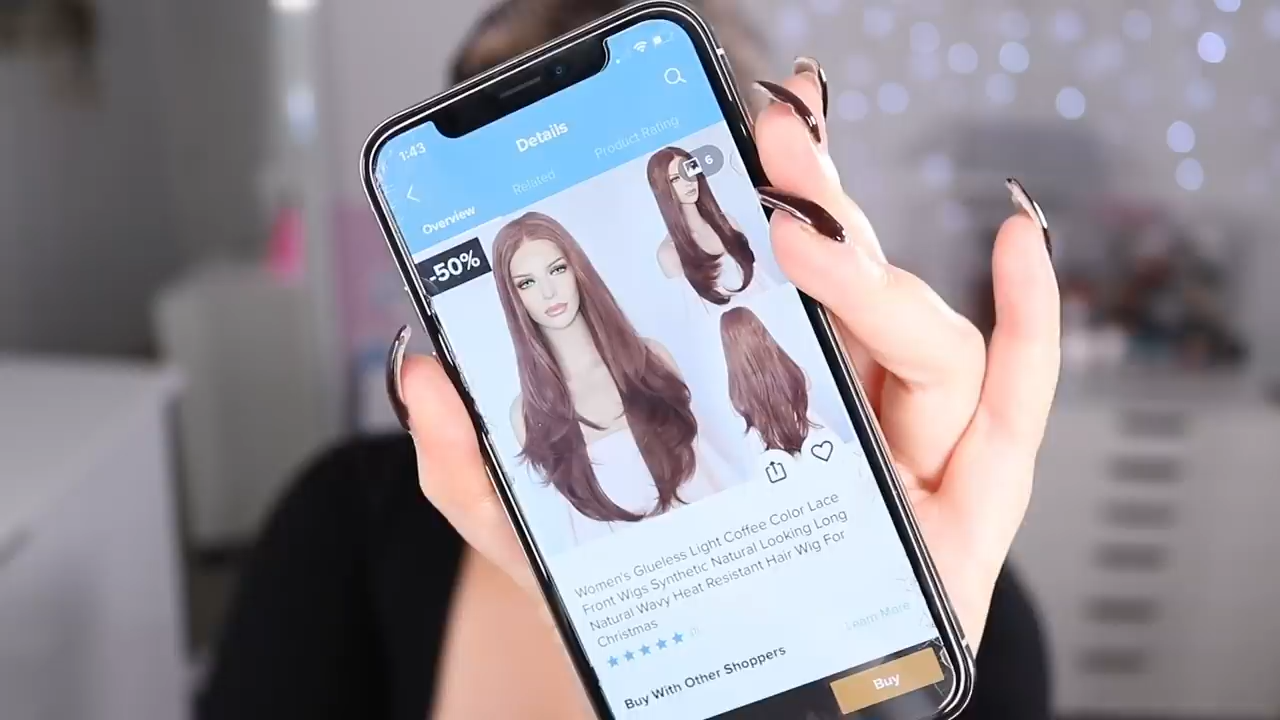 1:43
Details
Overview
Related
Product Rating
-50%
6
Women's Glueless Light Coffee Color Lace
Front Wigs Synthetic Natural Looking Long
Natural Wavy Heat Resistant Hair Wig For
Christmas
Learn More
Buy With Other Shoppers
Buy